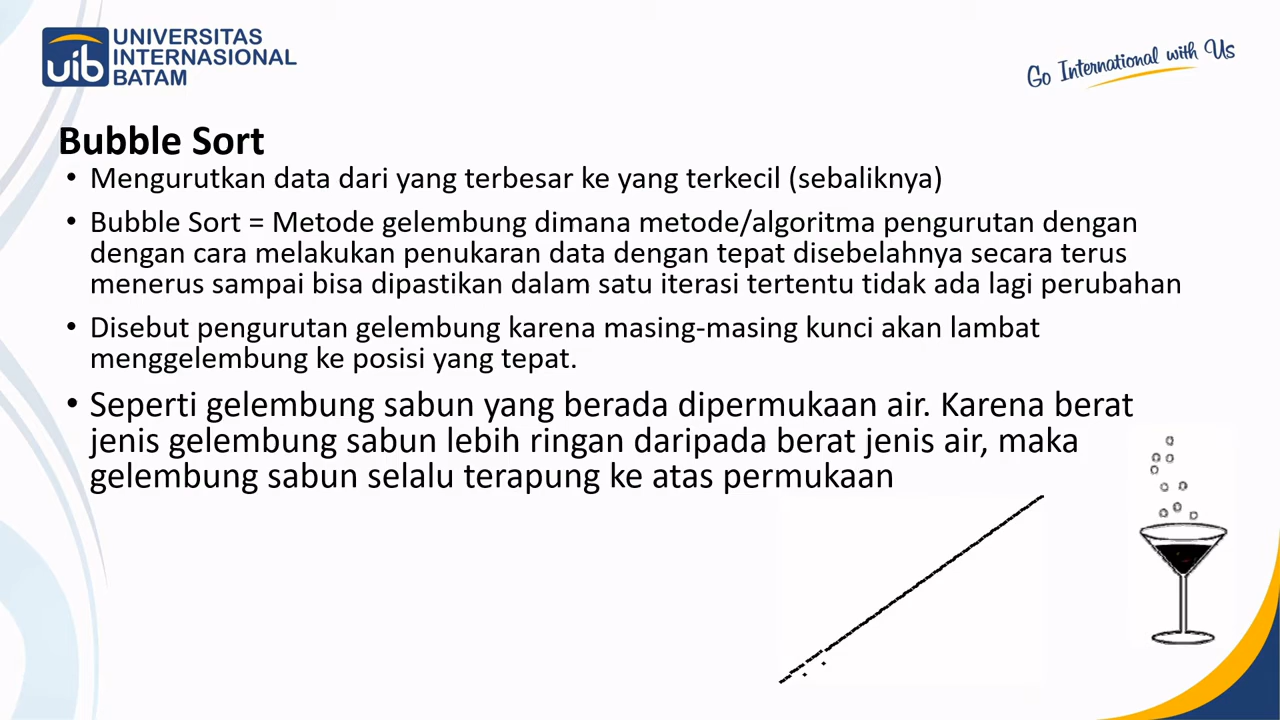 UNIVERSITAS
INTERNASIONAL
BATAM
uib
Go International with Us
Bubble Sort
• Mengurutkan data dari yang terbesar ke yang terkecil (sebaliknya)
• Bubble Sort = Metode gelembung dimana metode/algoritma pengurutan dengan
dengan cara melakukan penukaran data dengan tepat disebelahnya secara terus
menerus sampai bisa dipastikan dalam satu iterasi tertentu tidak ada lagi perubahan
• Disebut pengurutan gelembung karena masing-masing kunci akan lambat
menggelembung ke posisi yang tepat.
• Seperti gelembung sabun yang berada dipermukaan air. Karena berat
jenis gelembung sabun lebih ringan daripada berat jenis air, maka
gelembung sabun selalu terapung ke atas permukaan